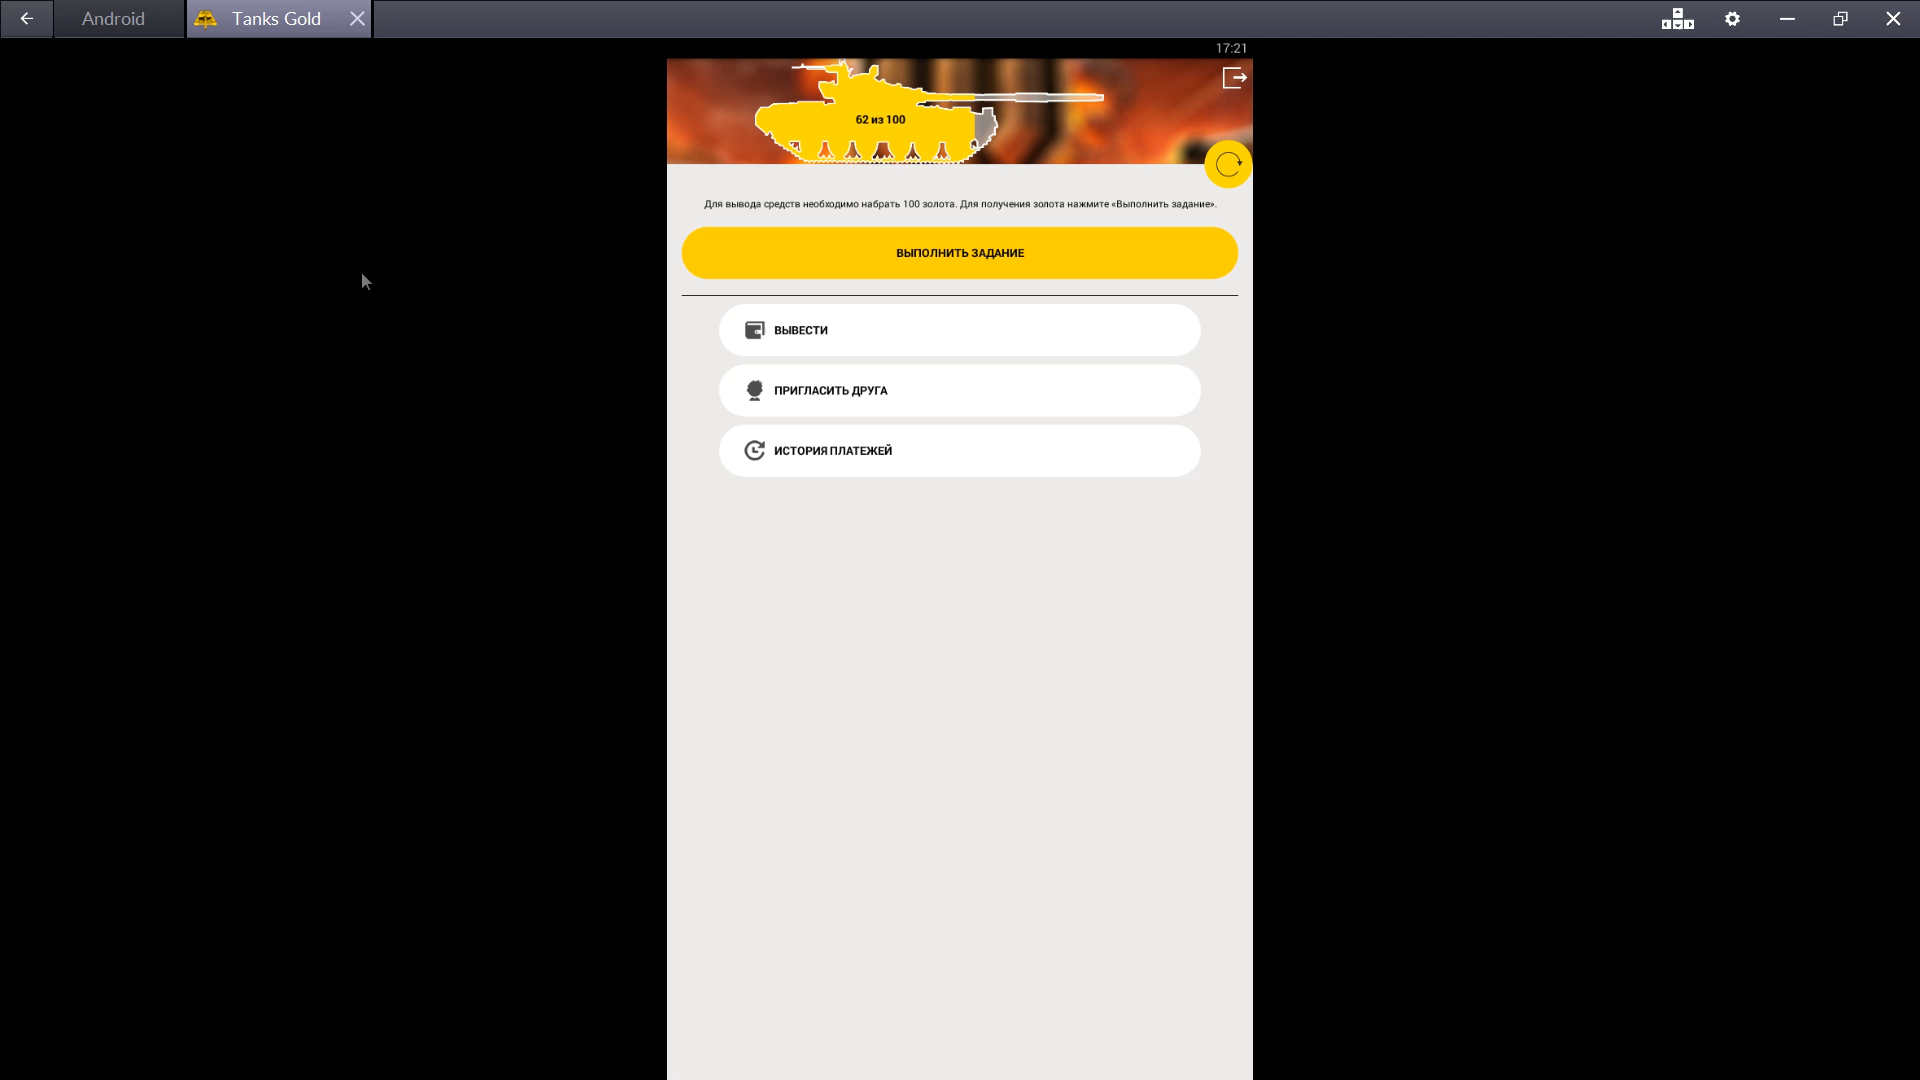 Android
Tanks Gold
17:21
62 из 100
Для вывода средств необходимо набрать 100 золота. Для получения золота нажмите «Выполнить задание».
ВЫПОЛНИТЬ ЗАДАНИЕ
ВЫВЕСТИ
ПРИГЛАСИТЬ ДРУГА
ИСТОРИЯ ПЛАТЕЖЕЙ